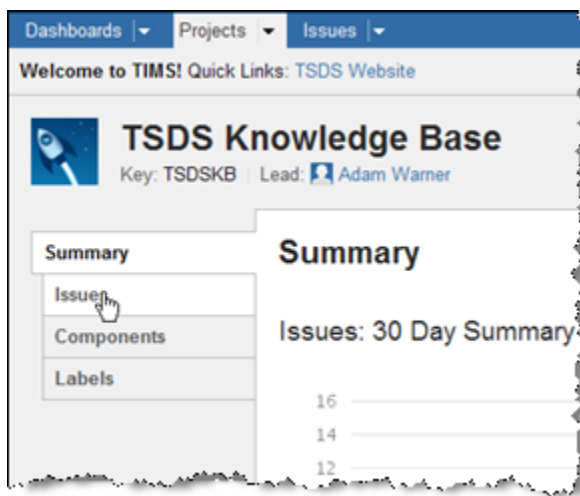 Dashboards Projects Issues
Welcome to TIMS! Quick Links: TSDS Website
TSDS Knowledge Base
Key: TSDSKB Lead: Adam Warner
Summary
Issues
Components
Labels
Summary
Issues: 30 Day Summary
16
14
12